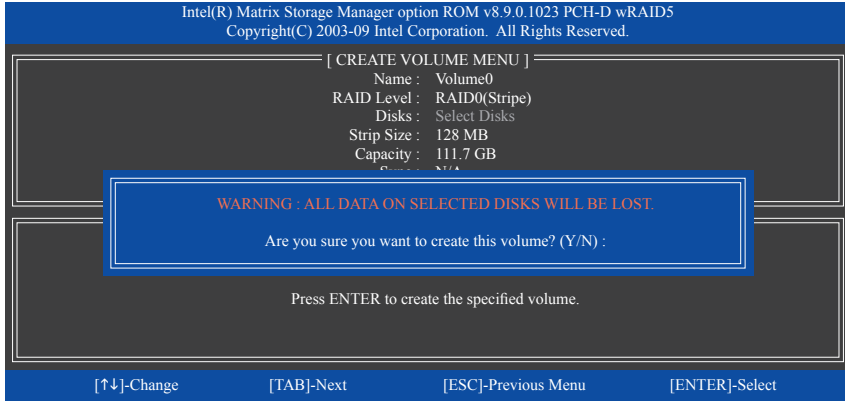 Intel(R) Matrix Storage Manager option ROM v8.9.0.1023 PCH-D wRAID5
Copyright(C) 2003-09 Intel Corporation. All Rights Reserved.
[ CREATE VOLUME MENU ]
Name : Volume0
RAID Level : RAID0(Stripe)
Disks : Select Disks
Strip Size : 128 MB
Capacity : 111.7 GB
Sync : N/A
WARNING : ALL DATA ON SELECTED DISKS WILL BE LOST.
Are you sure you want to create this volume? (Y/N) :
Press ENTER to create the specified volume.
[↑↓]-Change [TAB]-Next [ESC]-Previous Menu [ENTER]-Select